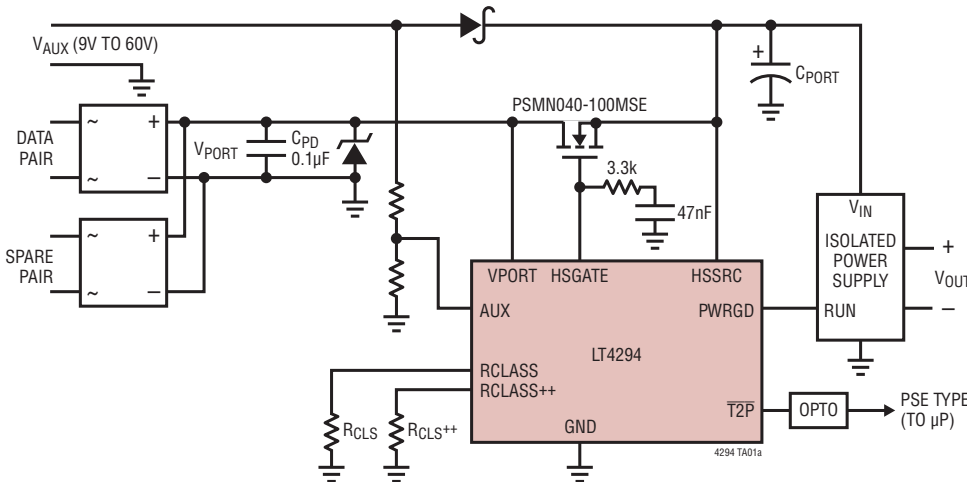 VAUX (9V TO 60V)
+
CPORT
PSMN040-100MSE
~ +
DATA
PAIR
VPORT
CPD
0.1µF
~ –
3.3k
47nF
~ +
SPARE
PAIR
~ –
VIN
ISOLATED
POWER
SUPPLY
+
VOUT
–
RUN
VPORT HSGATE HSSRC
AUX
PWRGD
LT4294
RCLASS
RCLASS++
T2P
OPTO
PSE TYPE
(TO µP)
RCLS
RCLS++
GND
4294 TA01a